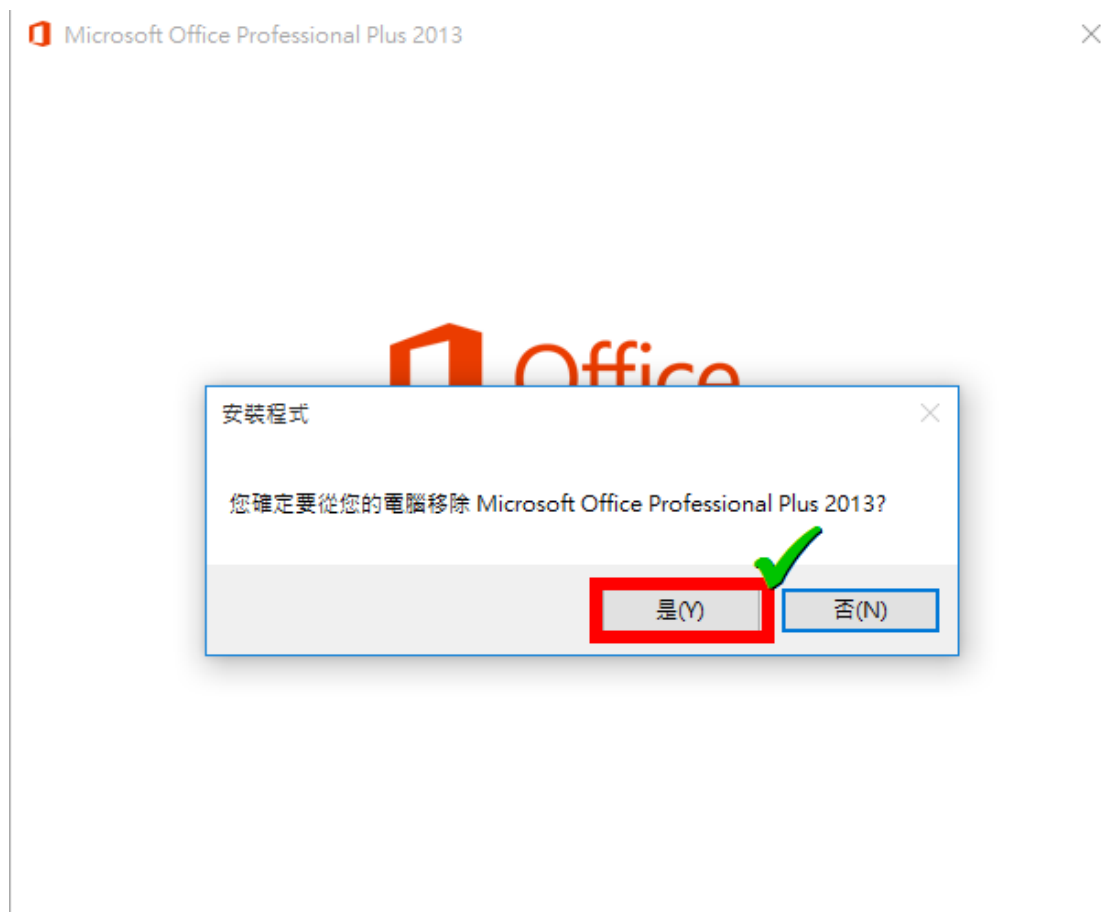 Microsoft Office Professional Plus 2013
Office
安裝程式
您確定要從您的電腦移除 Microsoft Office Professional Plus 2013?
是(Y)
否(N)